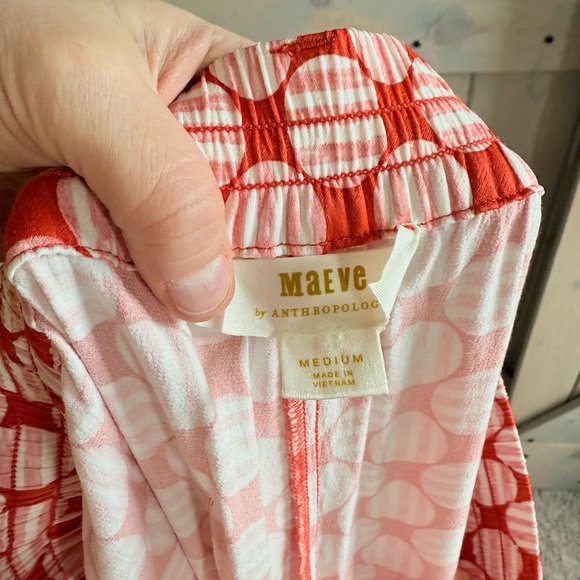 MaEve
by ANTHROPOLOG
MEDIUM
MADE IN
VIETNAM